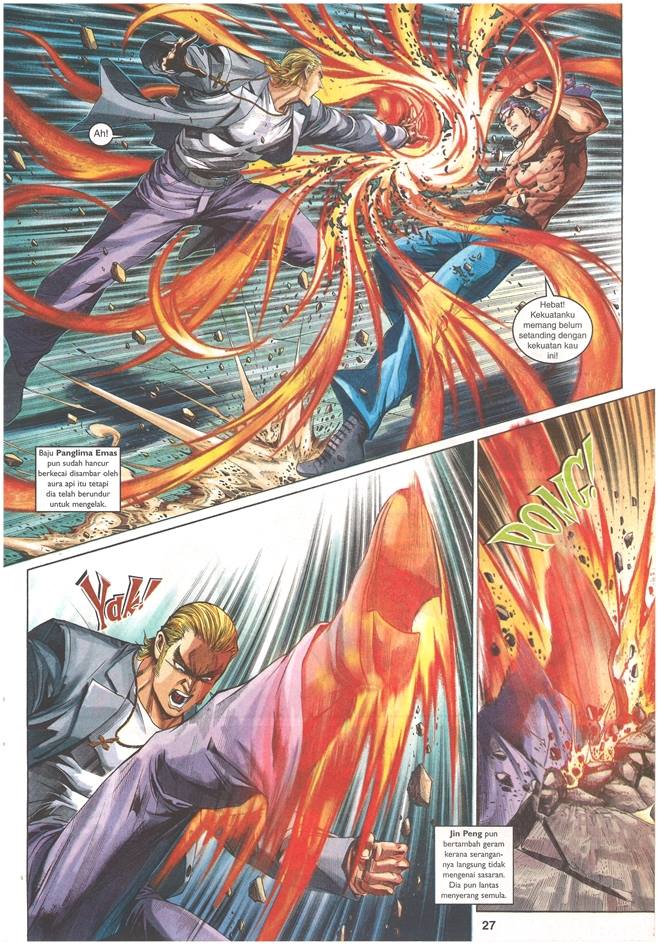 Ah!
Hebat!
Kekuatanku
memang belum
setanding dengan
kekuatan kau
ini!
Baju Panglima Emas
pun sudah hancur
berkecai disambar oleh
aura api itu tetapi
dia telah berundur
untuk mengelak.
Yah!!
PONG!
Jin Peng pun
bertambah geram
kerana serangan-
nya langsung tidak
mengenai sasaran.
Dia pun lantas
menyerang semula.
27